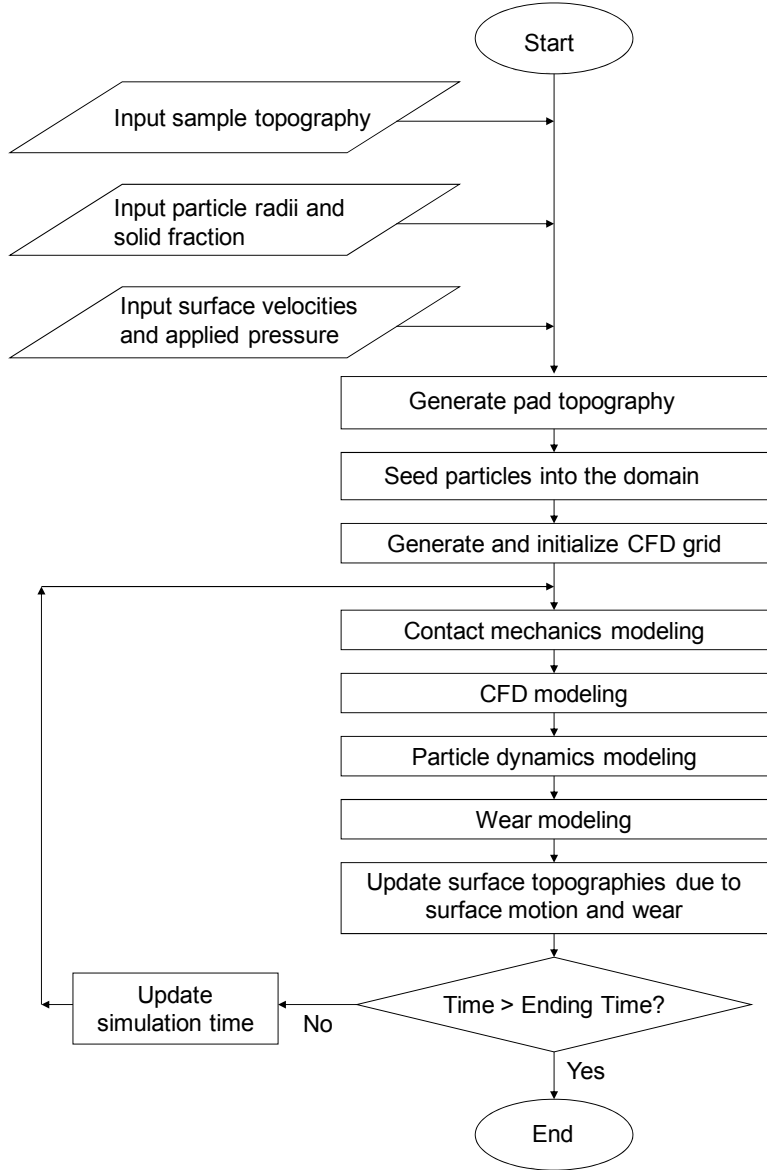 Start
Input sample topography
Input particle radii and
solid fraction
Input surface velocities
and applied pressure
Generate pad topography
Seed particles into the domain
Generate and initialize CFD grid
Contact mechanics modeling
CFD modeling
Particle dynamics modeling
Wear modeling
Update surface topographies due to
surface motion and wear
Time > Ending Time?
Update
simulation time
No
Yes
End